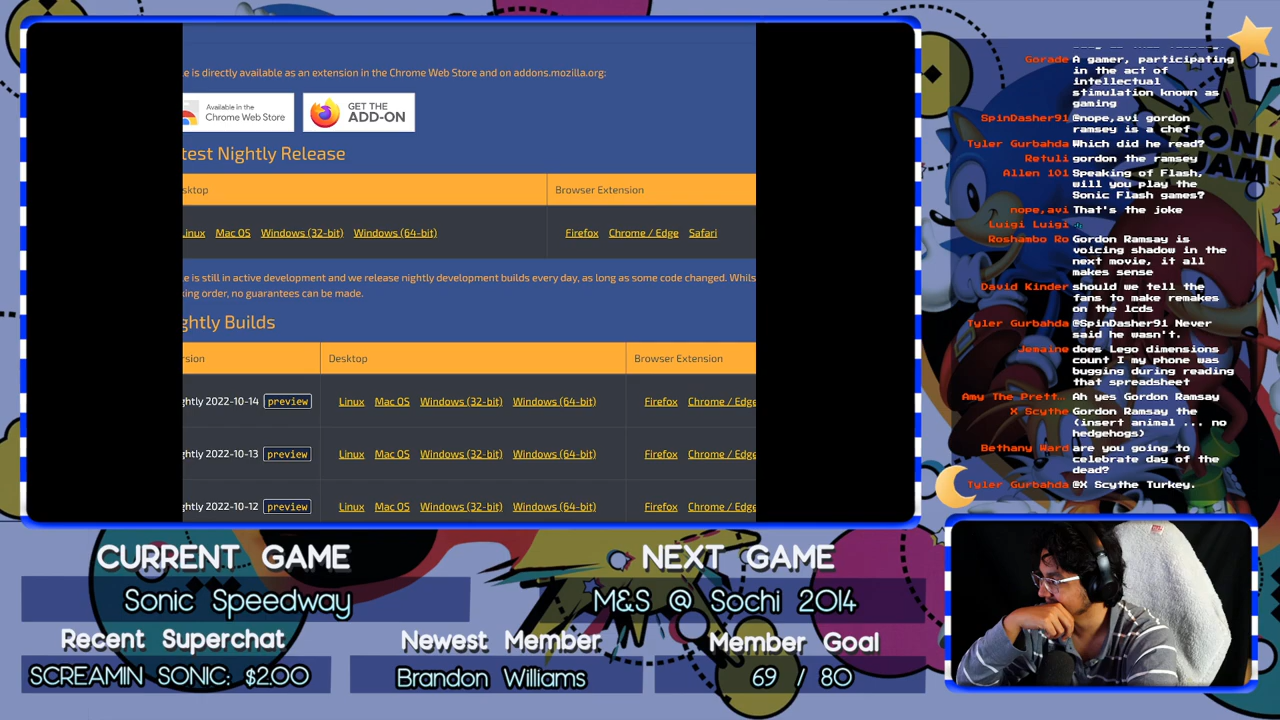 le is directly available as an extension in the Chrome Web Store and on addons.mozilla.org:
Available in the
Chrome Web Store
GET THE
ADD-ON
test Nightly Release
sktop
Browser Extension
Linux Mac OS Windows (32-bit) Windows (64-bit)
Firefox Chrome / Edge Safari
le is still in active development and we release nightly development builds every day, as long as some code changed. Whils
king order, no guarantees can be made.
ghtly Builds
rsion
Desktop
Browser Extension
ghtly 2022-10-14 preview
Linux Mac OS Windows (32-bit) Windows (64-bit)
Firefox Chrome / Edge
ghtly 2022-10-13 preview
Linux Mac OS Windows (32-bit) Windows (64-bit)
Firefox Chrome / Edge
ghtly 2022-10-12 preview
Linux Mac OS Windows (32-bit) Windows (64-bit)
Firefox Chrome / Edge
Gorade A gamer, participating
in the act of
intellectual
stimulation known as
gaming
SpinDasher91 @nope,avi gordon
ramsey is a chef
Tyler Gurbahda Which did he read?
Retuli gordon the ramsey
Allen 101 Speaking of Flash,
will you play the
Sonic Flash games?
nope,avi That's the joke
Luigi Luigi
Roshambo Ro Gordon Ramsay is
voicing shadow in the
next movie, it all
makes sense
David Kinder should we tell the
fans to make remakes
on the lcds
Tyler Gurbahda @SpinDasher91 Never
said he wasn't.
Jemaine does Lego dimensions
count I my phone was
bugging during reading
that spreadsheet
Amy The Prett... Ah yes Gordon Ramsay
X Scythe Gordon Ramsay the
(insert animal ... no
hedgehogs)
Bethany Ward are you going to
celebrate day of the
dead?
Tyler Gurbahda @X Scythe Turkey.
SONIC
JAM
CURRENT GAME
Sonic Speedway
NEXT GAME
M&S @ Sochi 2014
Recent Superchat
SCREAMIN SONIC: $2.00
Newest Member
Brandon Williams
Member Goal
69 / 80